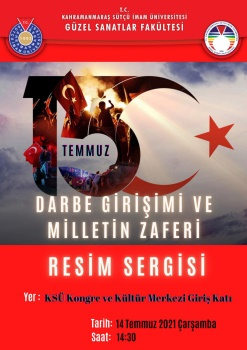 T.C.
KAHRAMANMARAŞ SÜTÇÜ İMAM ÜNİVERSİTESİ
GÜZEL SANATLAR FAKÜLTESİ
15
TEMMUZ
DARBE GİRİŞİMİ VE
MİLLETİN ZAFERİ
RESİM SERGİSİ
Yer : KSÜ Kongre ve Kültür Merkezi Giriş Katı
Tarih: 14 Temmuz 2021 Çarşamba
Saat: 14:30